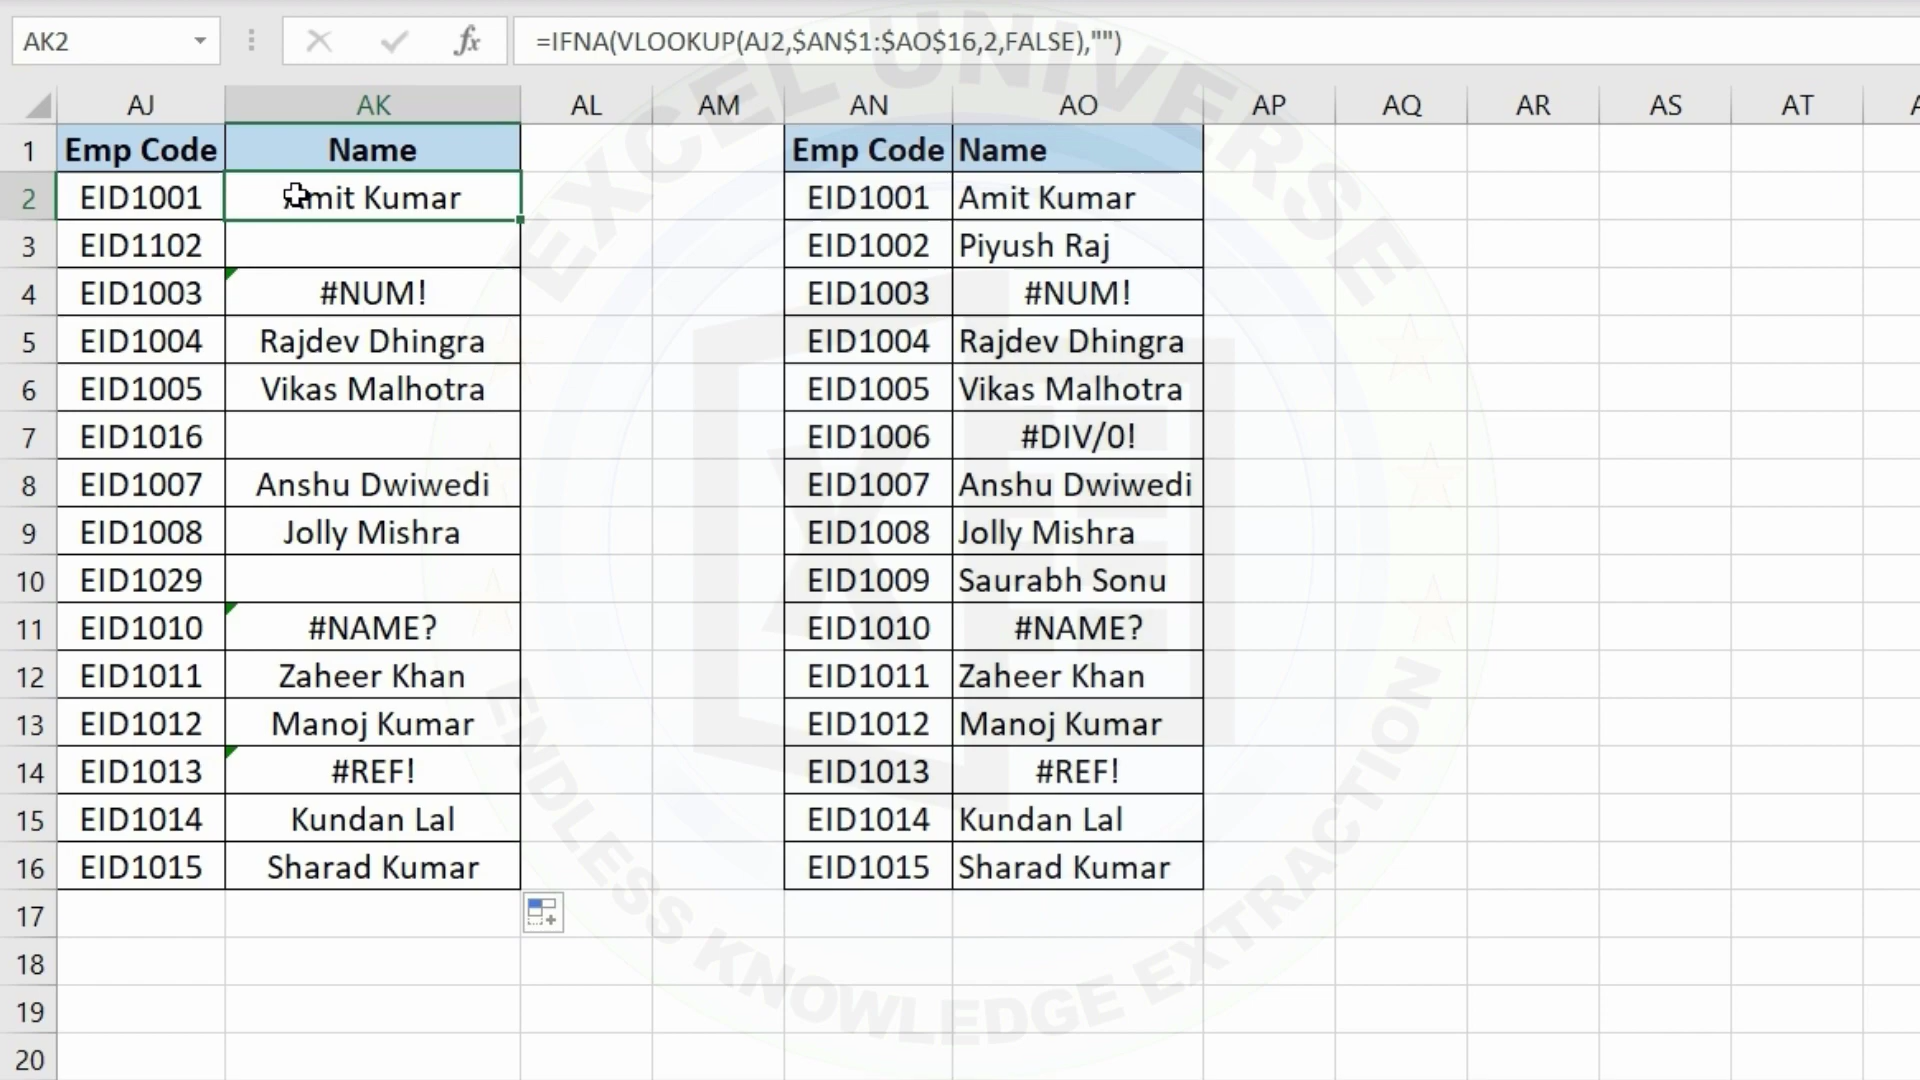 AK2 fx =IFNA(VLOOKUP(AJ2,$AN$1:$AO$16,2,FALSE),"")
AJ AK AL AM AN AO AP AQ AR AS AT
1 Emp Code Name Emp Code Name
2 EID1001 Amit Kumar EID1001 Amit Kumar
3 EID1102 EID1002 Piyush Raj
4 EID1003 #NUM! EID1003 #NUM!
5 EID1004 Rajdev Dhingra EID1004 Rajdev Dhingra
6 EID1005 Vikas Malhotra EID1005 Vikas Malhotra
7 EID1016 EID1006 #DIV/0!
8 EID1007 Anshu Dwiwedi EID1007 Anshu Dwiwedi
9 EID1008 Jolly Mishra EID1008 Jolly Mishra
10 EID1029 EID1009 Saurabh Sonu
11 EID1010 #NAME? EID1010 #NAME?
12 EID1011 Zaheer Khan EID1011 Zaheer Khan
13 EID1012 Manoj Kumar EID1012 Manoj Kumar
14 EID1013 #REF! EID1013 #REF!
15 EID1014 Kundan Lal EID1014 Kundan Lal
16 EID1015 Sharad Kumar EID1015 Sharad Kumar
17
18
19
20
EXCEL UNIVERSE
ENDLESS KNOWLEDGE EXTRACTION